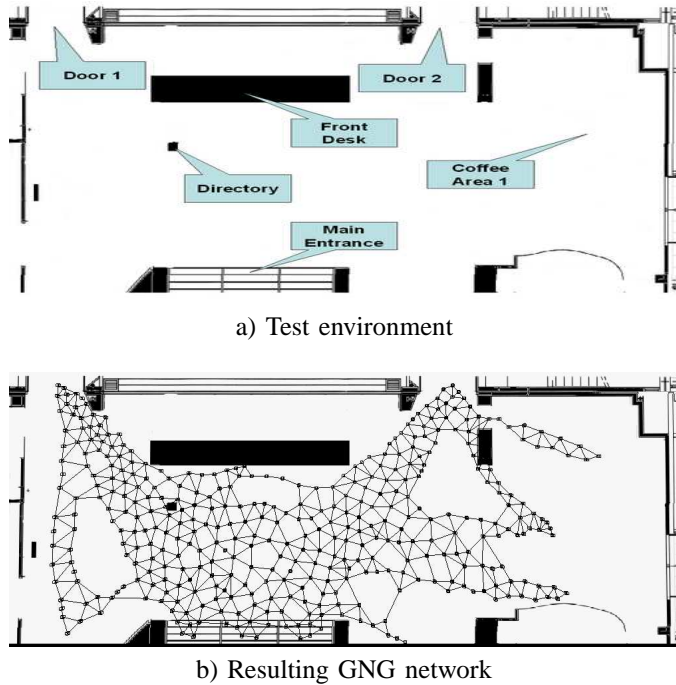 Door 1
Door 2
Front
Desk
Coffee
Area 1
Directory
Main
Entrance
a) Test environment
b) Resulting GNG network